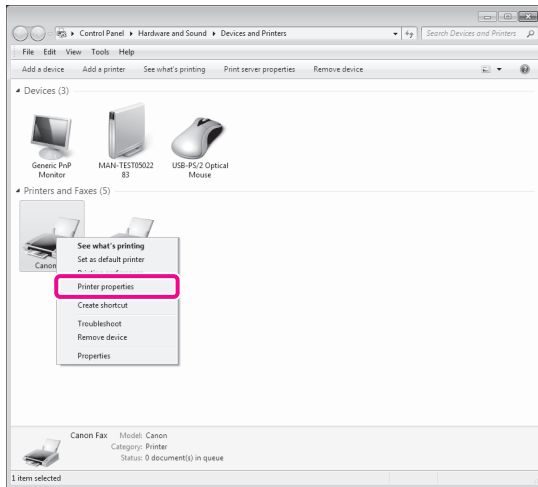 Control Panel ▸ Hardware and Sound ▸ Devices and Printers
Search Devices and Printers
File Edit View Tools Help
Add a device Add a printer See what's printing Print server properties Remove device
Devices (3)
Generic PnP
Monitor
MAN-TEST05022
83
USB-PS/2 Optical
Mouse
Printers and Faxes (5)
Canon
See what's printing
Set as default printer
Printer properties
Create shortcut
Troubleshoot
Remove device
Properties
Canon Fax Model: Canon
Category: Printer
Status: 0 document(s) in queue
1 item selected